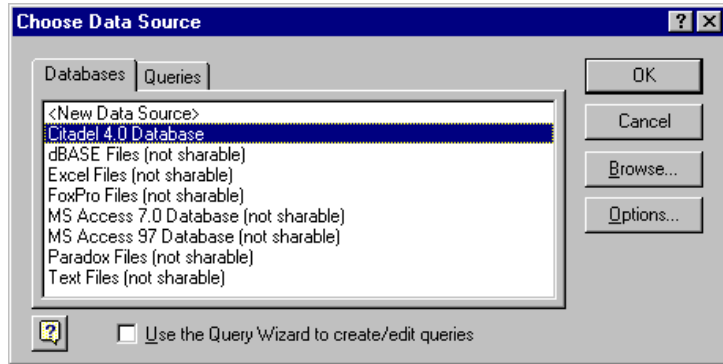 Choose Data Source
Databases
Queries
<New Data Source>
Citadel 4.0 Database
dBASE Files (not sharable)
Excel Files (not sharable)
FoxPro Files (not sharable)
MS Access 7.0 Database (not sharable)
MS Access 97 Database (not sharable)
Paradox Files (not sharable)
Text Files (not sharable)
OK
Cancel
Browse...
Options...
Use the Query Wizard to create/edit queries